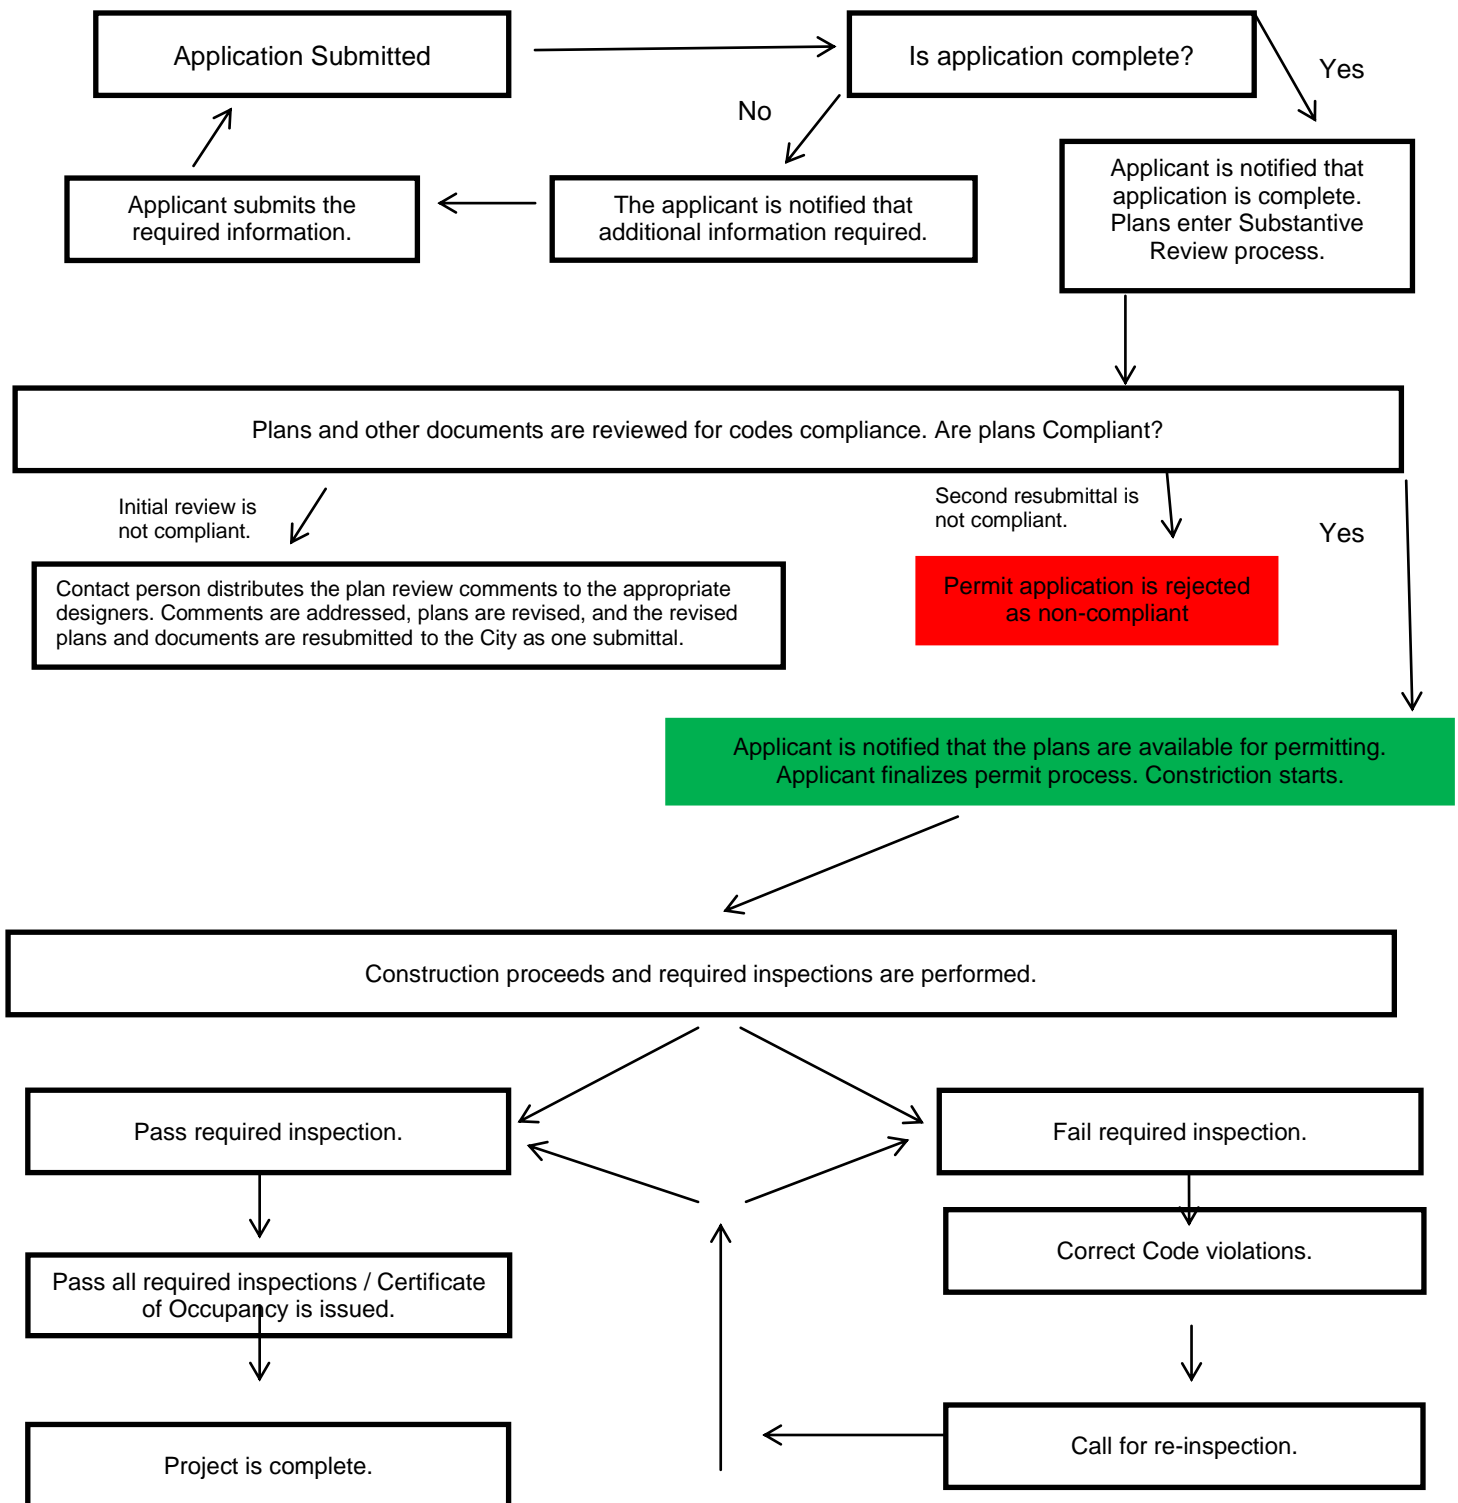 Application Submitted
Is application complete?
Yes
No
Applicant submits the
required information.
The applicant is notified that
additional information required.
Applicant is notified that
application is complete.
Plans enter Substantive
Review process.
Plans and other documents are reviewed for codes compliance. Are plans Compliant?
Initial review is
not compliant.
Second resubmittal is
not compliant.
Yes
Contact person distributes the plan review comments to the appropriate
designers. Comments are addressed, plans are revised, and the revised
plans and documents are resubmitted to the City as one submittal.
Permit application is rejected
as non-compliant
Applicant is notified that the plans are available for permitting.
Applicant finalizes permit process. Constriction starts.
Construction proceeds and required inspections are performed.
Pass required inspection.
Fail required inspection.
Pass all required inspections / Certificate
of Occupancy is issued.
Correct Code violations.
Project is complete.
Call for re-inspection.